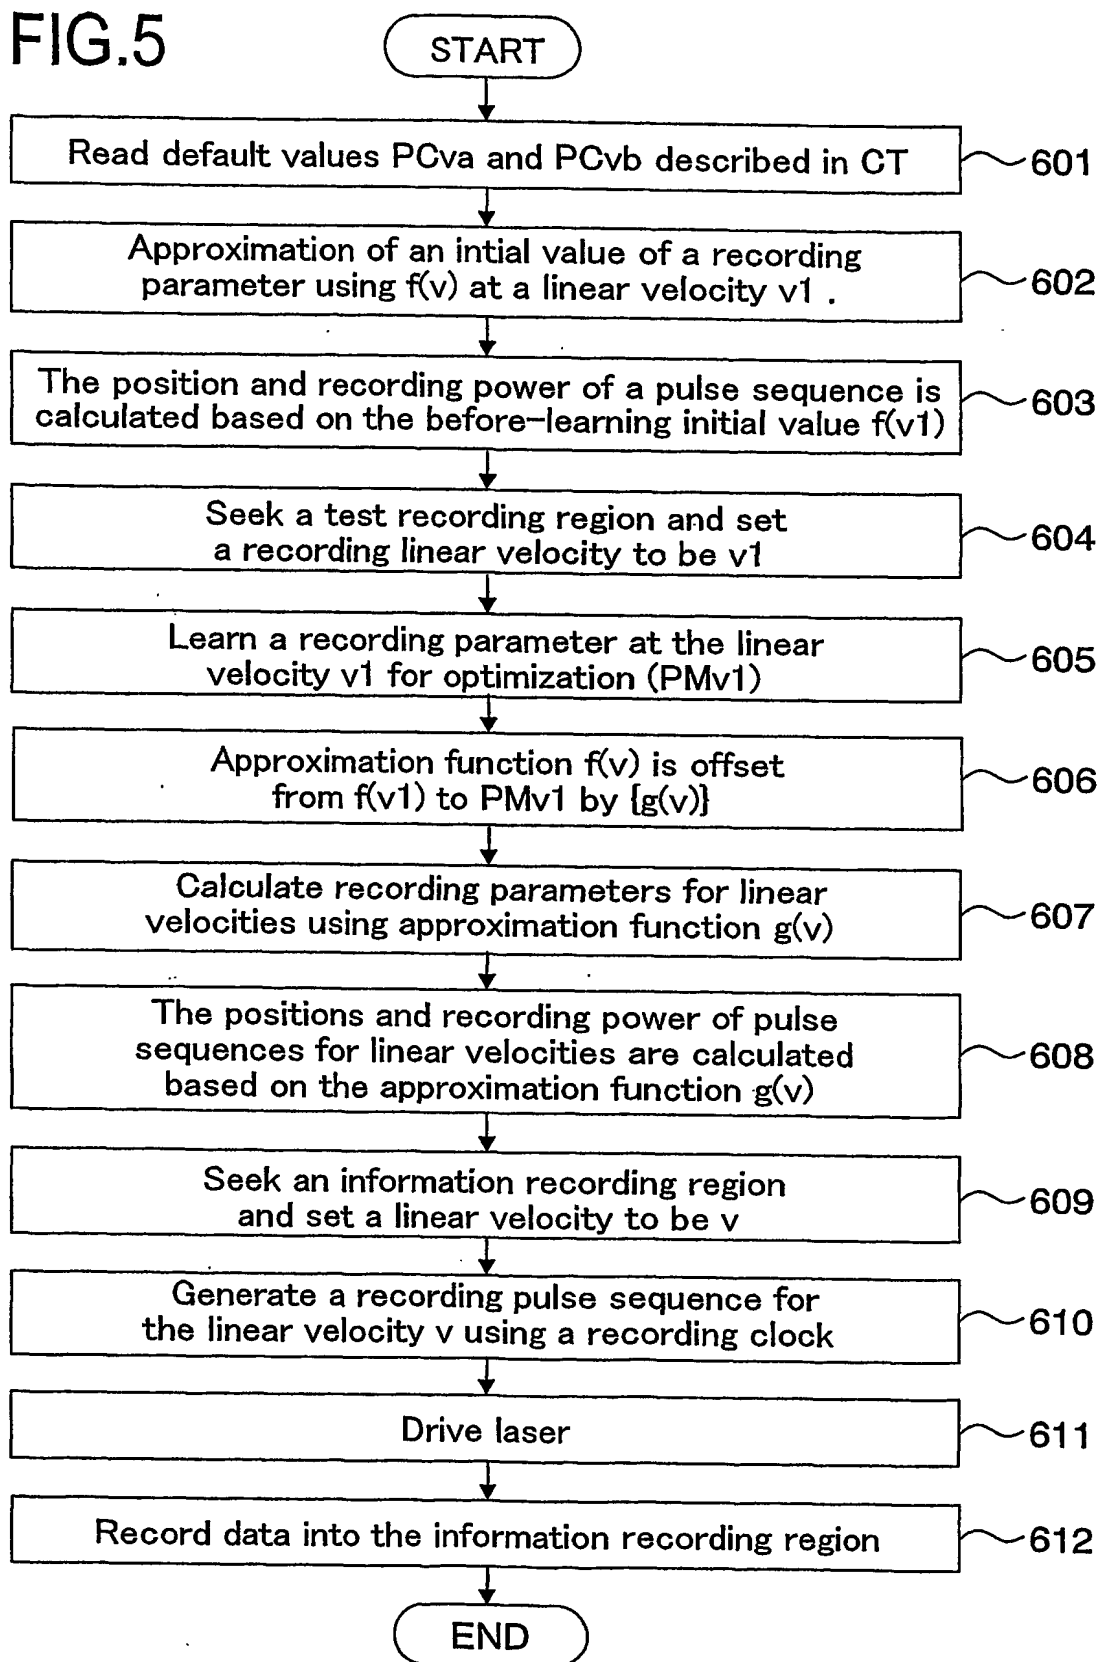 FIG.5
START
Read default values PCva and PCvb described in CT
601
Approximation of an intial value of a recording
parameter using f(v) at a linear velocity v1 .
602
The position and recording power of a pulse sequence is
calculated based on the before-learning initial value f(v1)
603
Seek a test recording region and set
a recording linear velocity to be v1
604
Learn a recording parameter at the linear
velocity v1 for optimization (PMv1)
605
Approximation function f(v) is offset
from f(v1) to PMv1 by {g(v)}
606
Calculate recording parameters for linear
velocities using approximation function g(v)
607
The positions and recording power of pulse
sequences for linear velocities are calculated
based on the approximation function g(v)
608
Seek an information recording region
and set a linear velocity to be v
609
Generate a recording pulse sequence for
the linear velocity v using a recording clock
610
Drive laser
611
Record data into the information recording region
612
END